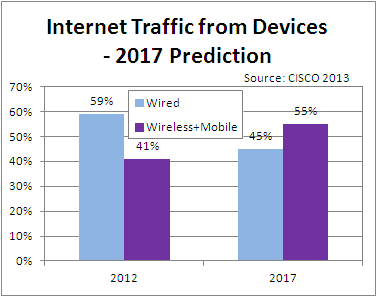 Internet Traffic from Devices
- 2017 Prediction
Source: CISCO 2013
70%
60%
50%
40%
30%
20%
10%
0%
59%
41%
45%
55%
Wired
Wireless+Mobile
2012
2017